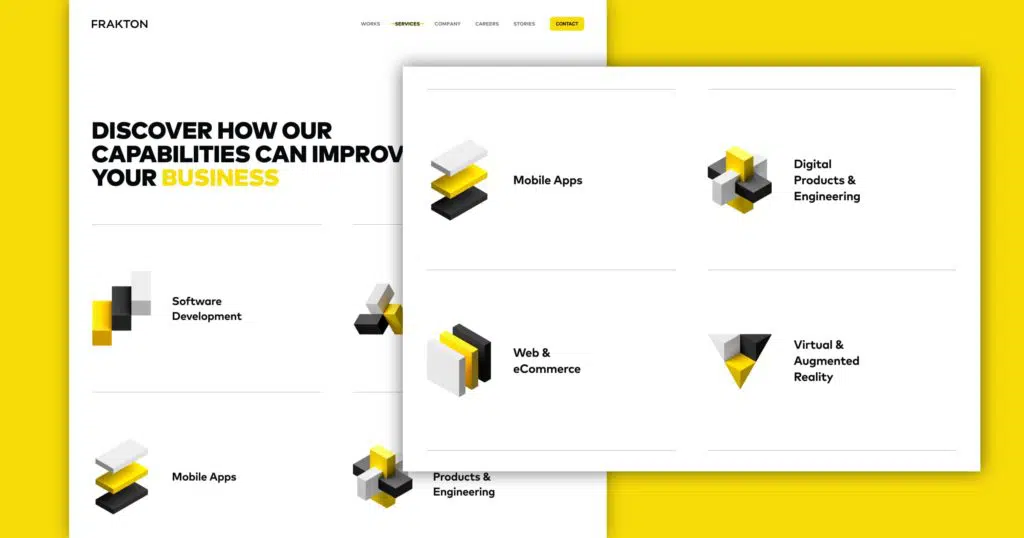 FRAKTON
WORKS
SERVICES
COMPANY
CAREERS
STORIES
CONTACT
DISCOVER HOW OUR
CAPABILITIES CAN IMPROV
YOUR BUSINESS
Software
Development
Mobile Apps
Products &
Engineering
Mobile Apps
Digital
Products &
Engineering
Web &
eCommerce
Virtual &
Augmented
Reality